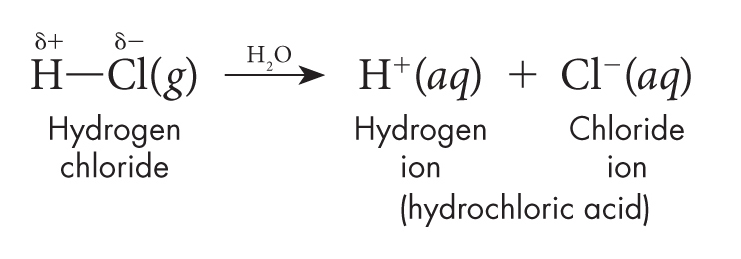 δ+ δ−
H—Cl(g) H₂O⟶ H⁺(aq) + Cl⁻(aq)
Hydrogen Hydrogen Chloride
chloride ion ion
(hydrochloric acid)